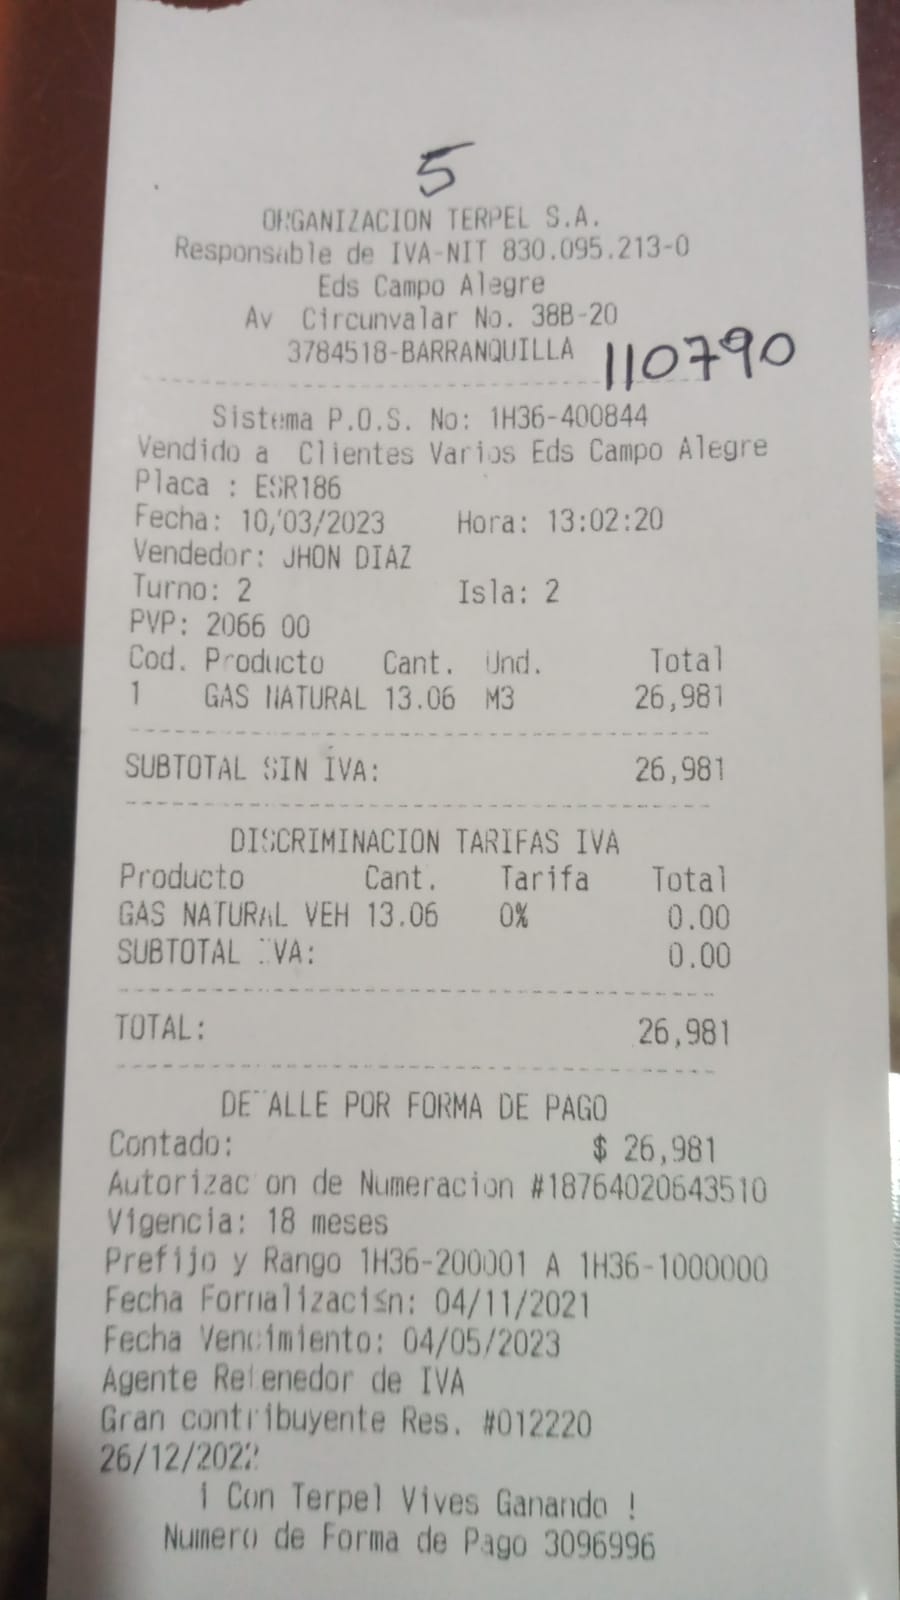 5
ORGANIZACION TERPEL S.A.
Responsable de IVA-NIT 830.095.213-0
Eds Campo Alegre
Av Circunvalar No. 38B-20
3784518-BARRANQUILLA 110790
Sistema P.O.S. No: 1H36-400844
Vendido a Clientes Varios Eds Campo Alegre
Placa : ESR186
Fecha: 10/03/2023 Hora: 13:02:20
Vendedor: JHON DIAZ
Turno: 2 Isla: 2
PVP: 2066 00
Cod. Producto Cant. Und. Total
1 GAS NATURAL 13.06 M3 26,981
SUBTOTAL SIN IVA: 26,981
DISCRIMINACION TARIFAS IVA
Producto Cant. Tarifa Total
GAS NATURAL VEH 13.06 0% 0.00
SUBTOTAL IVA: 0.00
TOTAL: 26,981
DETALLE POR FORMA DE PAGO
Contado: $ 26,981
Autorizacion de Numeracion #18764020643510
Vigencia: 18 meses
Prefijo y Rango 1H36-200001 A 1H36-1000000
Fecha Formalización: 04/11/2021
Fecha Vencimiento: 04/05/2023
Agente Retenedor de IVA
Gran contribuyente Res. #012220
26/12/2022
¡ Con Terpel Vives Ganando !
Numero de Forma de Pago 3096996